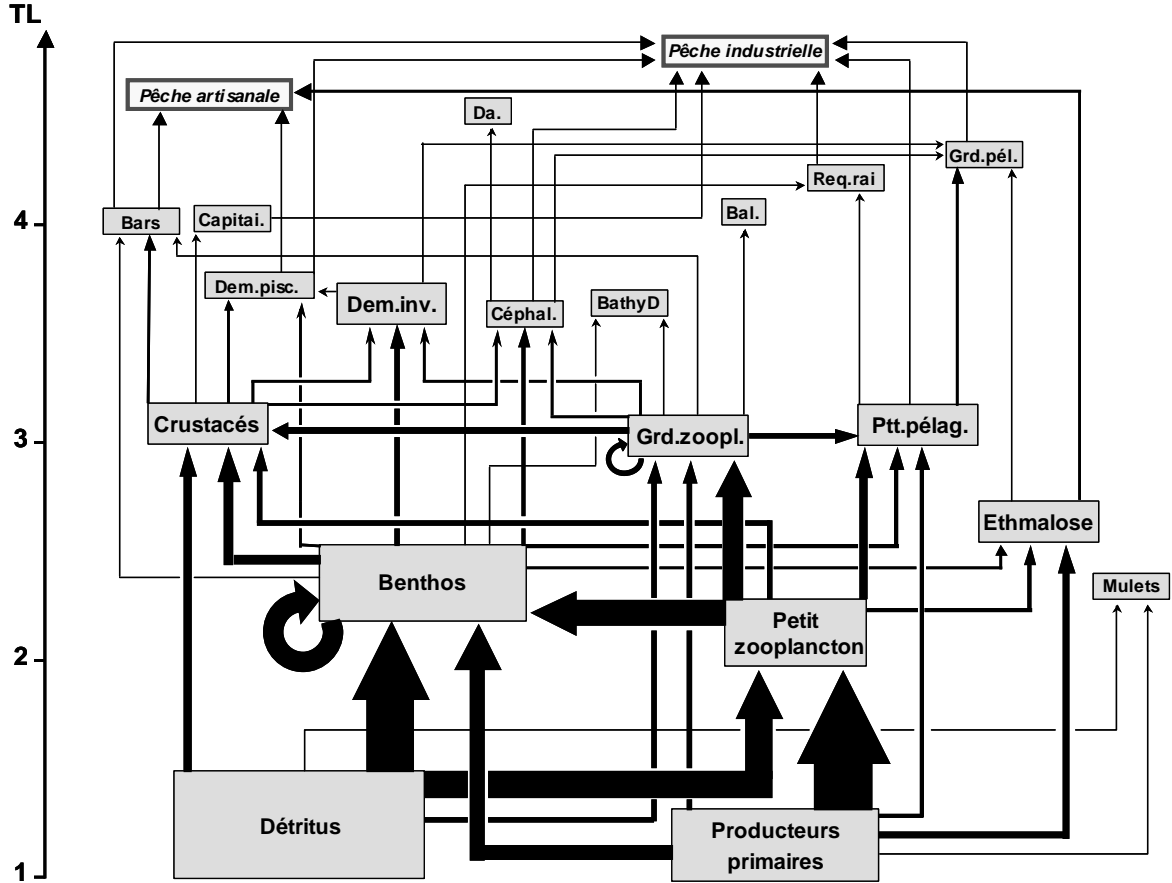 TL
Pêche industrielle
Pêche artisanale
Da.
Grd.pél.
Req.rai
4
Bars
Capitai.
Bal.
Dem.pisc.
Dem.inv.
Céphal.
BathyD
3
Crustacés
Grd.zoopl.
Ptt.pélag.
Ethmalose
Benthos
Mulets
Petit
zooplancton
2
Détritus
Producteurs
primaires
1